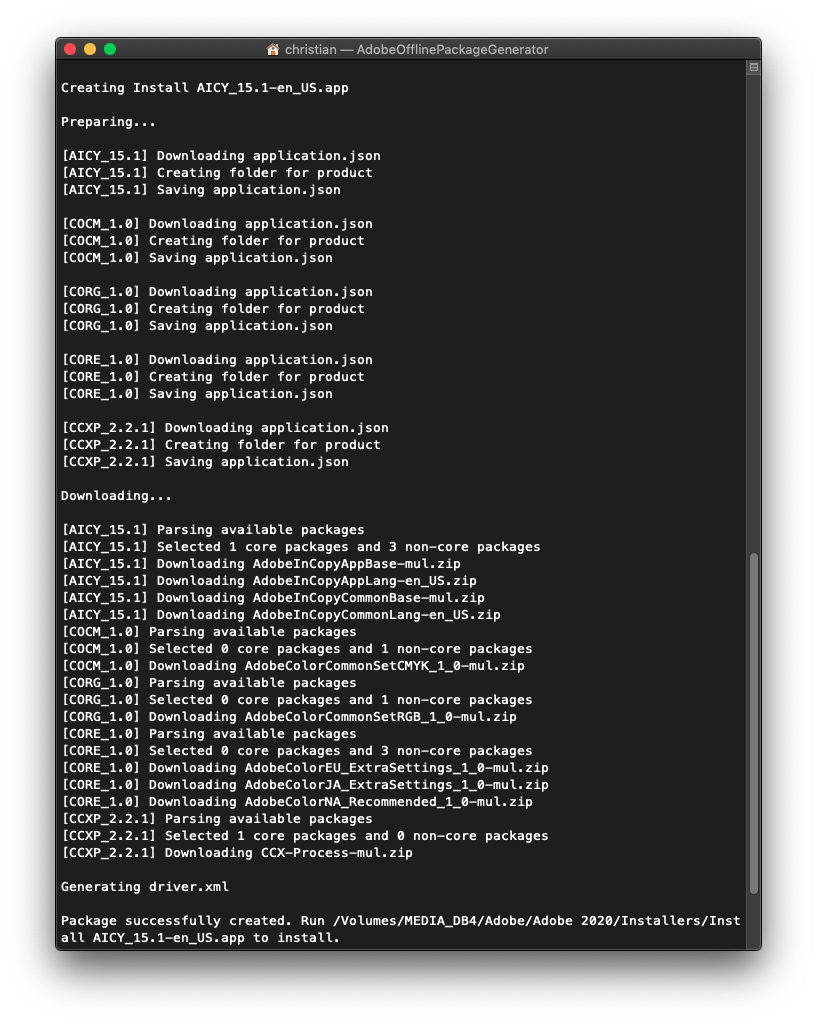 christian — AdobeOfflinePackageGenerator
Creating Install AICY_15.1-en_US.app
Preparing...
[AICY_15.1] Downloading application.json
[AICY_15.1] Creating folder for product
[AICY_15.1] Saving application.json
[COCM_1.0] Downloading application.json
[COCM_1.0] Creating folder for product
[COCM_1.0] Saving application.json
[CORG_1.0] Downloading application.json
[CORG_1.0] Creating folder for product
[CORG_1.0] Saving application.json
[CORE_1.0] Downloading application.json
[CORE_1.0] Creating folder for product
[CORE_1.0] Saving application.json
[CCXP_2.2.1] Downloading application.json
[CCXP_2.2.1] Creating folder for product
[CCXP_2.2.1] Saving application.json
Downloading...
[AICY_15.1] Parsing available packages
[AICY_15.1] Selected 1 core packages and 3 non-core packages
[AICY_15.1] Downloading AdobeInCopyAppBase-mul.zip
[AICY_15.1] Downloading AdobeInCopyAppLang-en_US.zip
[AICY_15.1] Downloading AdobeInCopyCommonBase-mul.zip
[AICY_15.1] Downloading AdobeInCopyCommonLang-en_US.zip
[COCM_1.0] Parsing available packages
[COCM_1.0] Selected 0 core packages and 1 non-core packages
[COCM_1.0] Downloading AdobeColorCommonSetCMYK_1_0-mul.zip
[CORG_1.0] Parsing available packages
[CORG_1.0] Selected 0 core packages and 1 non-core packages
[CORG_1.0] Downloading AdobeColorCommonSetRGB_1_0-mul.zip
[CORE_1.0] Parsing available packages
[CORE_1.0] Selected 0 core packages and 3 non-core packages
[CORE_1.0] Downloading AdobeColorEU_ExtraSettings_1_0-mul.zip
[CORE_1.0] Downloading AdobeColorJA_ExtraSettings_1_0-mul.zip
[CORE_1.0] Downloading AdobeColorNA_Recommended_1_0-mul.zip
[CCXP_2.2.1] Parsing available packages
[CCXP_2.2.1] Selected 1 core packages and 0 non-core packages
[CCXP_2.2.1] Downloading CCX-Process-mul.zip
Generating driver.xml
Package successfully created. Run /Volumes/MEDIA_DB4/Adobe/Adobe 2020/Installers/Inst
all AICY_15.1-en_US.app to install.